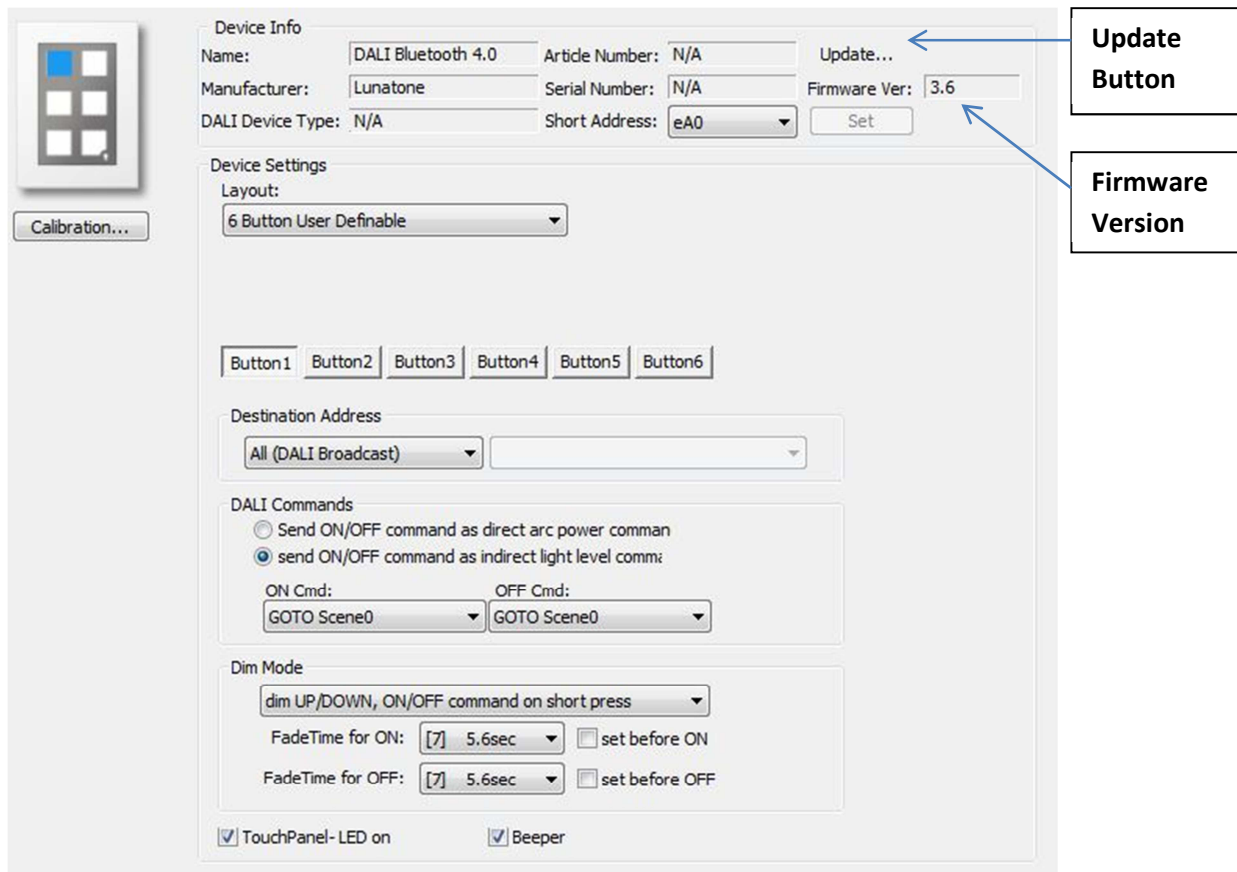 Device Info
Name: DALI Bluetooth 4.0 Article Number: N/A Update...
Manufacturer: Lunatone Serial Number: N/A Firmware Ver: 3.6
DALI Device Type: N/A Short Address: eA0 Set
Update
Button
Firmware
Version
Calibration...
Device Settings
Layout:
6 Button User Definable
Button1 Button2 Button3 Button4 Button5 Button6
Destination Address
All (DALI Broadcast)
DALI Commands
Send ON/OFF command as direct arc power comman
send ON/OFF command as indirect light level comma
ON Cmd: OFF Cmd:
GOTO Scene0 GOTO Scene0
Dim Mode
dim UP/DOWN, ON/OFF command on short press
FadeTime for ON: [7] 5.6sec set before ON
FadeTime for OFF: [7] 5.6sec set before OFF
TouchPanel-LED on Beeper